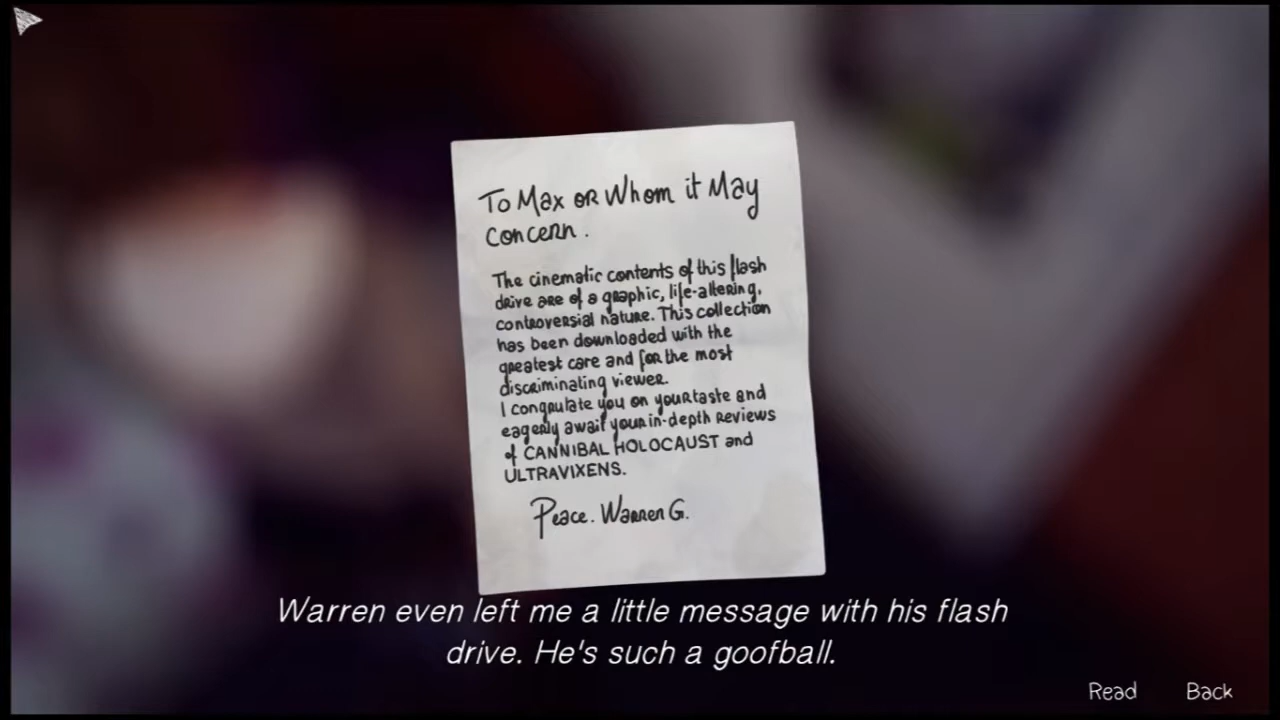 To Max or Whom it May
Concern.
The cinematic contents of this flash
drive are of a graphic, life-altering,
controversial nature. This collection
has been downloaded with the
greatest care and for the most
discriminating viewer.
I congrulate you on your taste and
eagerly await your in-depth reviews
of CANNIBAL HOLOCAUST and
ULTRAVIXENS.
Peace. Warren G.
Warren even left me a little message with his flash
drive. He's such a goofball.
Read Back